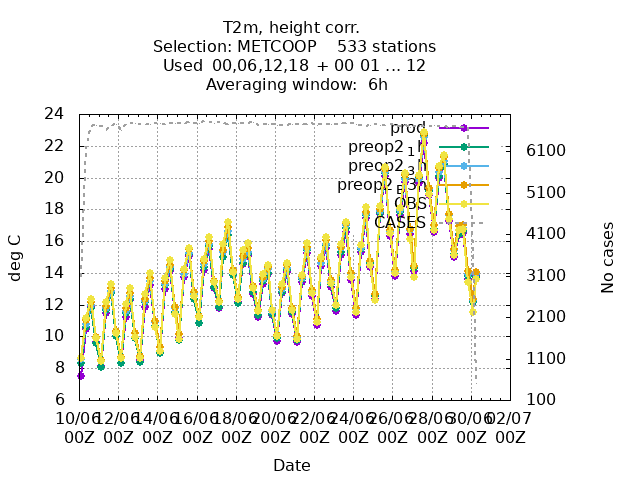 T2m, height corr.
Selection: METCOOP 533 stations
Used 00,06,12,18 + 00 01 ... 12
Averaging window: 6h
prod
preop2_1h
preop2_3h
preop2_E3h
OBS
CASES
deg C
24
22
20
18
16
14
12
10
8
6
No cases
6100
5100
4100
3100
2100
1100
100
10/06 12/06 14/06 16/06 18/06 20/06 22/06 24/06 26/06 28/06 30/06 02/07
00Z 00Z 00Z 00Z 00Z 00Z 00Z 00Z 00Z 00Z 00Z 00Z
Date